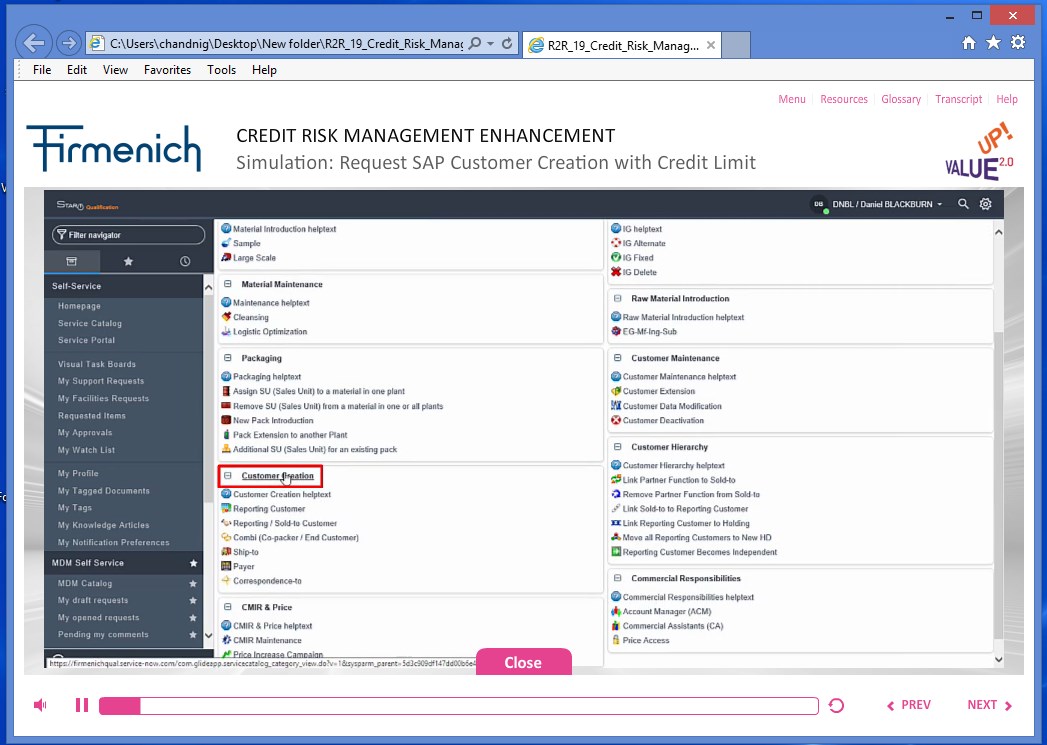 C:\Users\chandnig\Desktop\New folder\R2R_19_Credit_Risk_Manag
R2R_19_Credit_Risk_Manag...
File Edit View Favorites Tools Help
Menu Resources Glossary Transcript Help
Firmenich
CREDIT RISK MANAGEMENT ENHANCEMENT
Simulation: Request SAP Customer Creation with Credit Limit
UP!
VALUE 2.0
START Qualification
DB DNBL / Daniel BLACKBURN
Filter navigator
Self-Service
Homepage
Service Catalog
Service Portal
Visual Task Boards
My Support Requests
My Facilities Requests
Requested Items
My Approvals
My Watch List
My Profile
My Tagged Documents
My Tags
My Knowledge Articles
My Notification Preferences
MDM Self Service
MDM Catalog
My draft requests
My opened requests
Pending my comments
Material Introduction helptext
Sample
Large Scale
Material Maintenance
Maintenance helptext
Cleansing
Logistic Optimization
Packaging
Packaging helptext
Assign SU (Sales Unit) to a material in one plant
Remove SU (Sales Unit) from a material in one or all plants
New Pack Introduction
Pack Extension to another Plant
Additional SU (Sales Unit) for an existing pack
Customer Creation
Customer Creation helptext
Reporting Customer
Reporting / Sold-to Customer
Combi (Co-packer / End Customer)
Ship-to
Payer
Correspondence-to
CMIR & Price
CMIR & Price helptext
CMIR Maintenance
Price Increase Campaign
IG helptext
IG Alternate
IG Fixed
IG Delete
Raw Material Introduction
Raw Material Introduction helptext
EG-Mf-Ing-Sub
Customer Maintenance
Customer Maintenance helptext
Customer Extension
Customer Data Modification
Customer Deactivation
Customer Hierarchy
Customer Hierarchy helptext
Link Partner Function to Sold-to
Remove Partner Function from Sold-to
Link Sold-to to Reporting Customer
Link Reporting Customer to Holding
Move all Reporting Customers to New HD
Reporting Customer Becomes Independent
Commercial Responsibilities
Commercial Responsibilities helptext
Account Manager (ACM)
Commercial Assistants (CA)
Price Access
Close
PREV NEXT